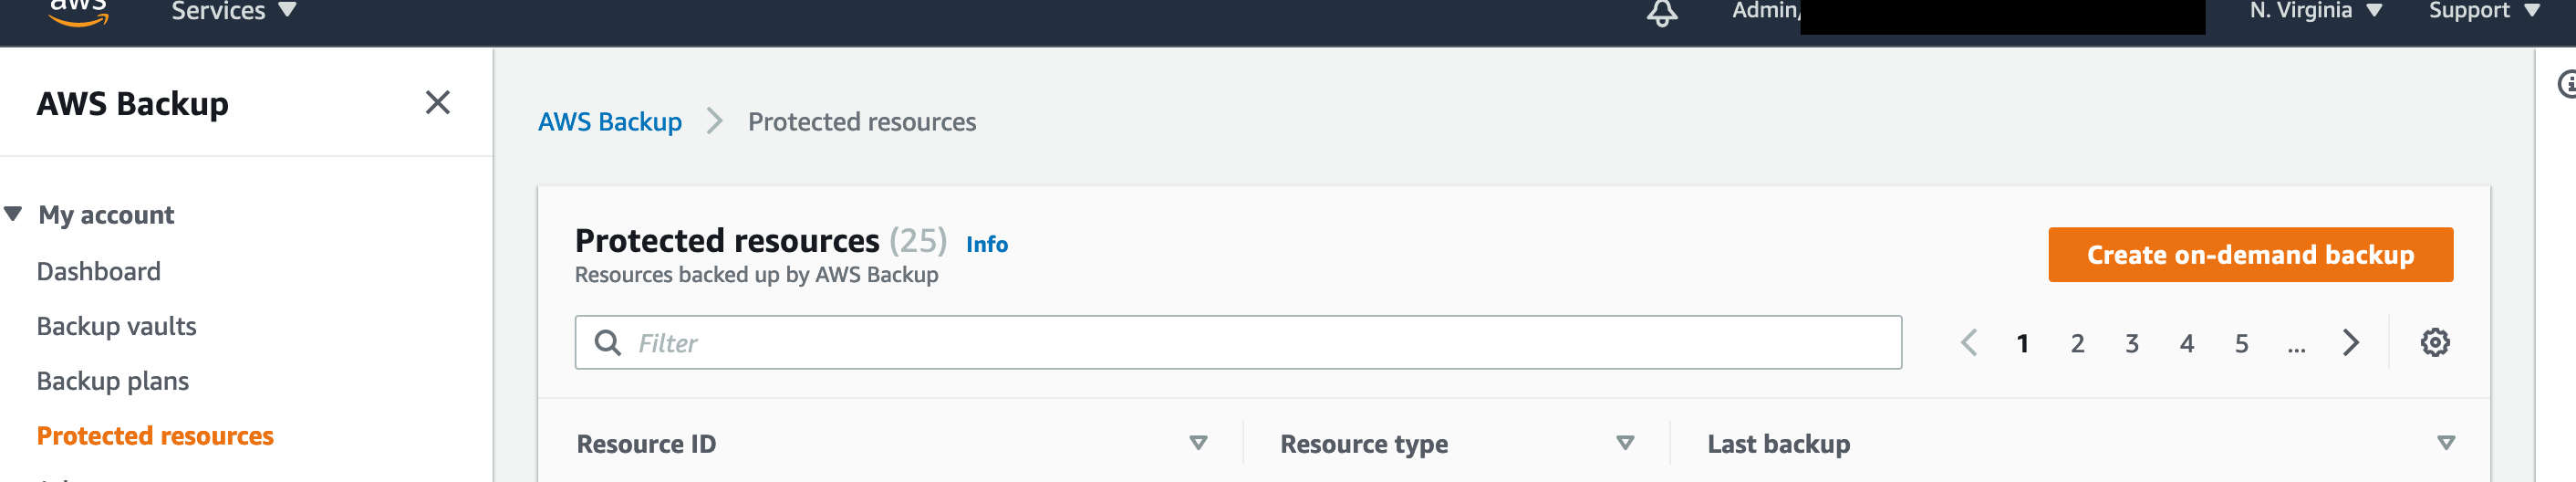 aws Services Admin/ N. Virginia Support
AWS Backup
AWS Backup > Protected resources
My account
Dashboard
Backup vaults
Backup plans
Protected resources
Protected resources (25) Info
Resources backed up by AWS Backup
Create on-demand backup
Filter
1 2 3 4 5 ...
Resource ID Resource type Last backup